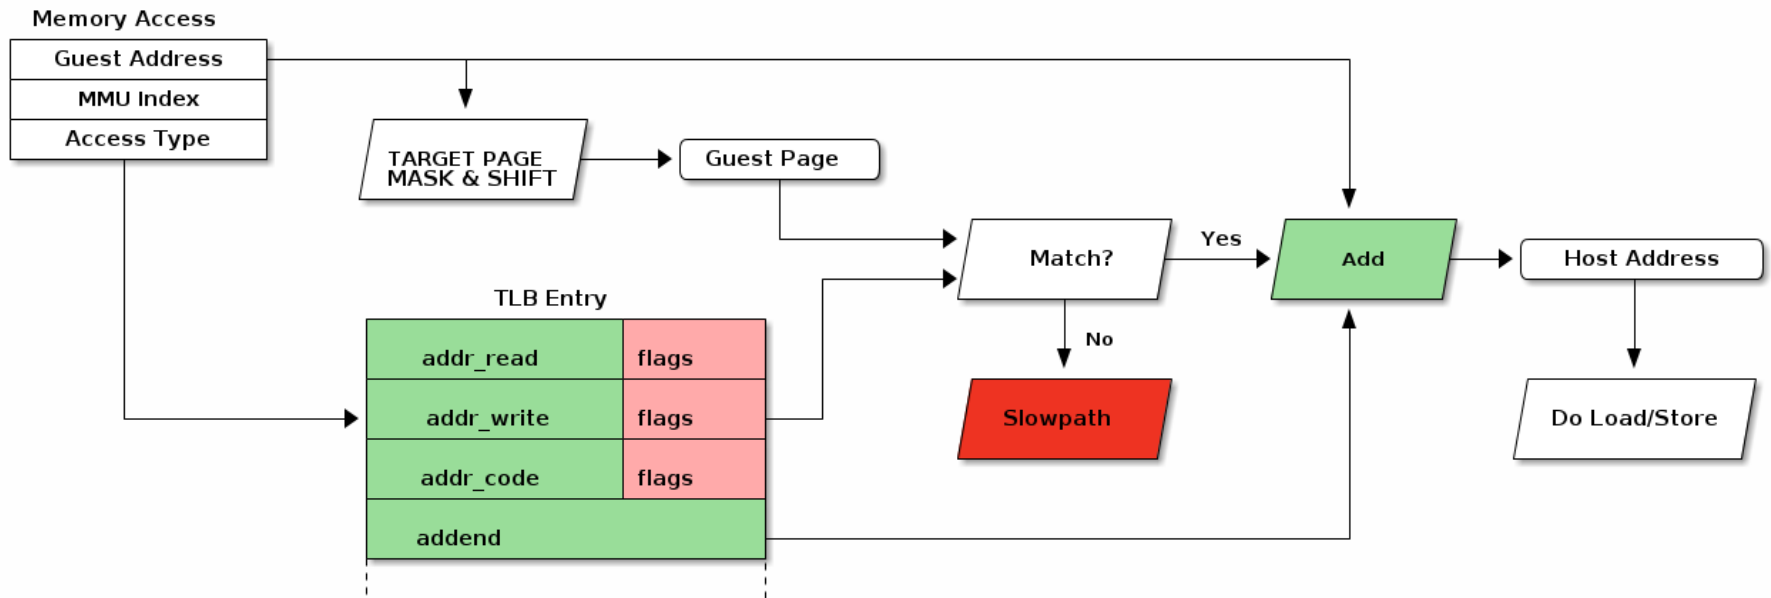 Memory Access
Guest Address
MMU Index
Access Type
TARGET PAGE
MASK & SHIFT
Guest Page
Match?
Yes
Add
Host Address
No
Slowpath
Do Load/Store
TLB Entry
addr_read flags
addr_write flags
addr_code flags
addend